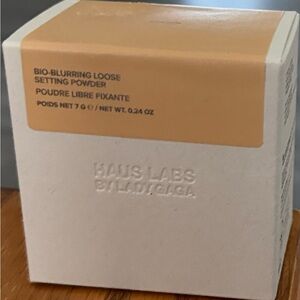 BIO-BLURRING LOOSE
SETTING POWDER
POUDRE LIBRE FIXANTE
POIDS NET 7 G ℮ / NET WT. 0.24 OZ
HAUS LABS
BY LADY GAGA